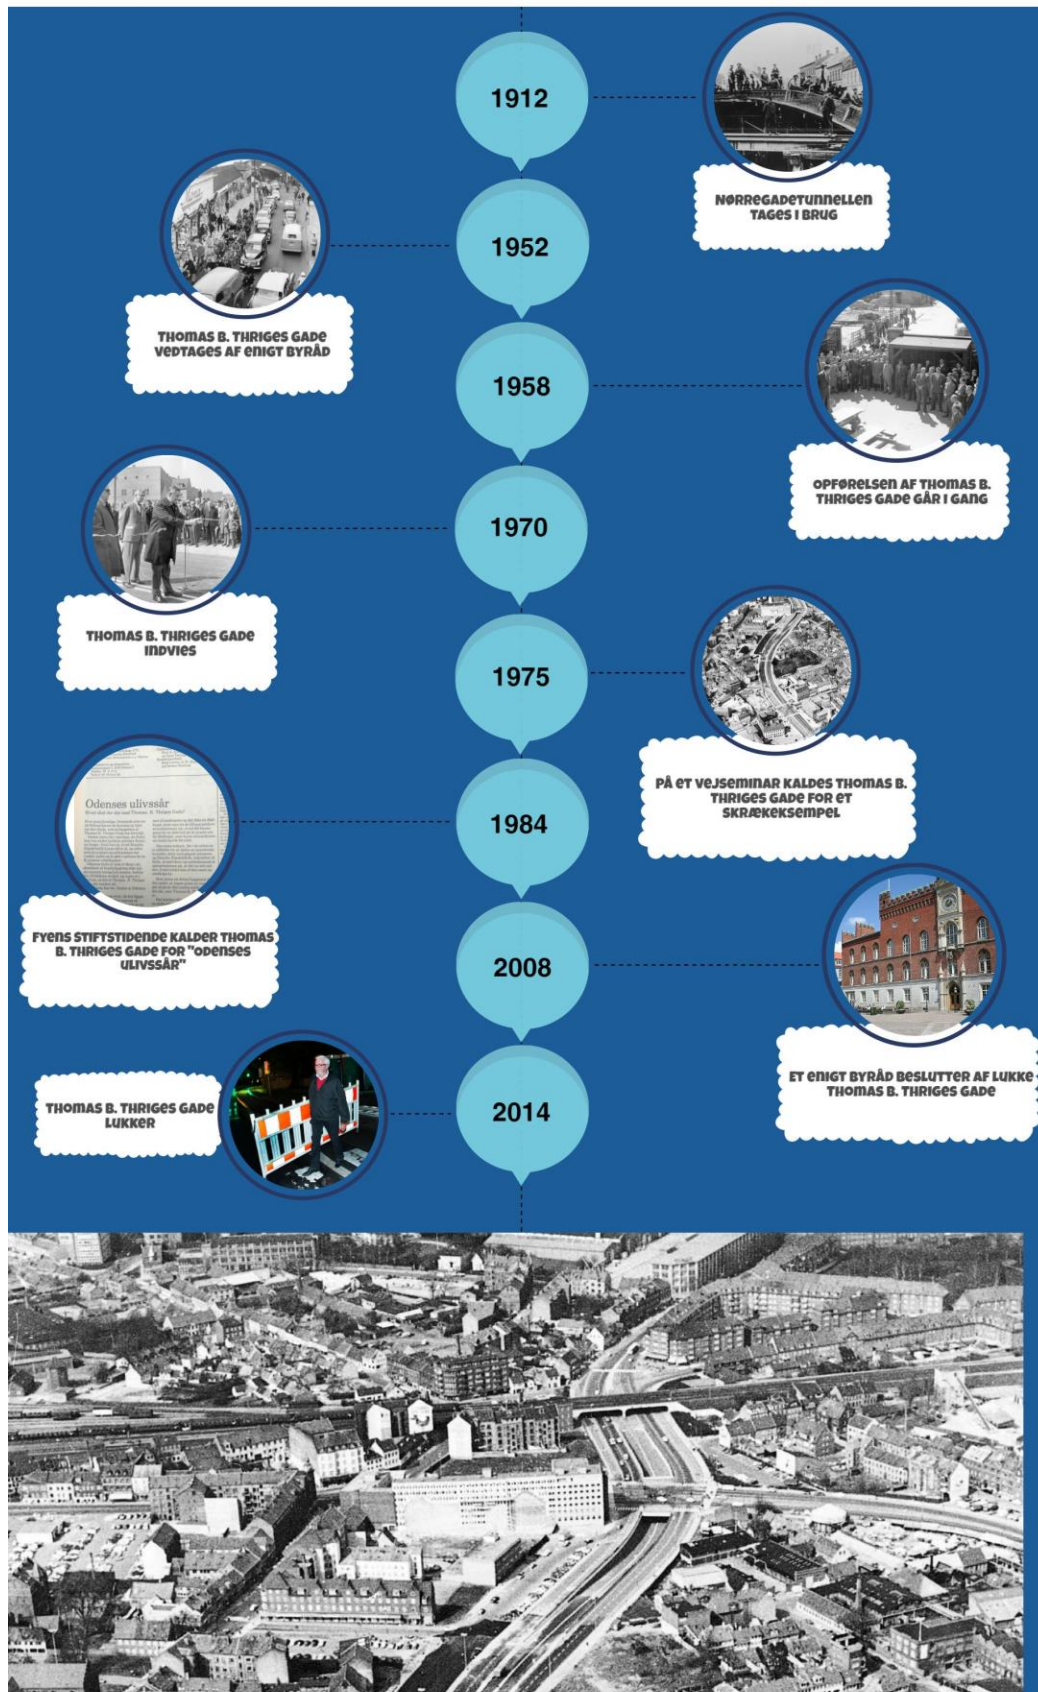 1912
NØRREGADETUNNELLEN
TAGES I BRUG
1952
THOMAS B. THRIGES GADE
VEDTAGES AF ENIGT BYRÅD
1958
OPFØRELSEN AF THOMAS B.
THRIGES GADE GÅR I GANG
1970
THOMAS B. THRIGES GADE
INDVIES
1975
PÅ ET VEJSEMINAR KALDES THOMAS B.
THRIGES GADE FOR ET
SKRÆKEKSEMPEL
1984
Odenses ulivssår
FYENS STIFTSTIDENDE KALDER THOMAS
B. THRIGES GADE FOR "ODENSES
ULIVSSÅR"
2008
ET ENIGT BYRÅD BESLUTTER AF LUKKE
THOMAS B. THRIGES GADE
2014
THOMAS B. THRIGES GADE
LUKKER